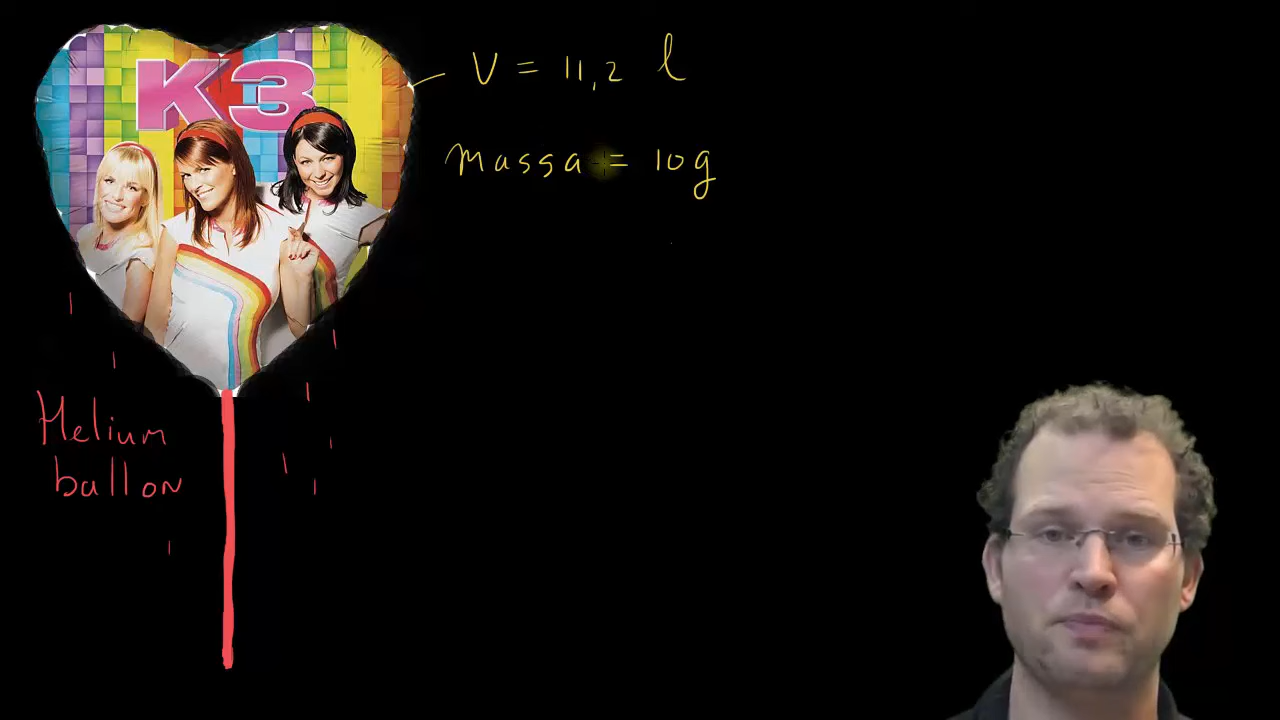 K3
V = 11,2 l
massa = 10g
Helium
ballon